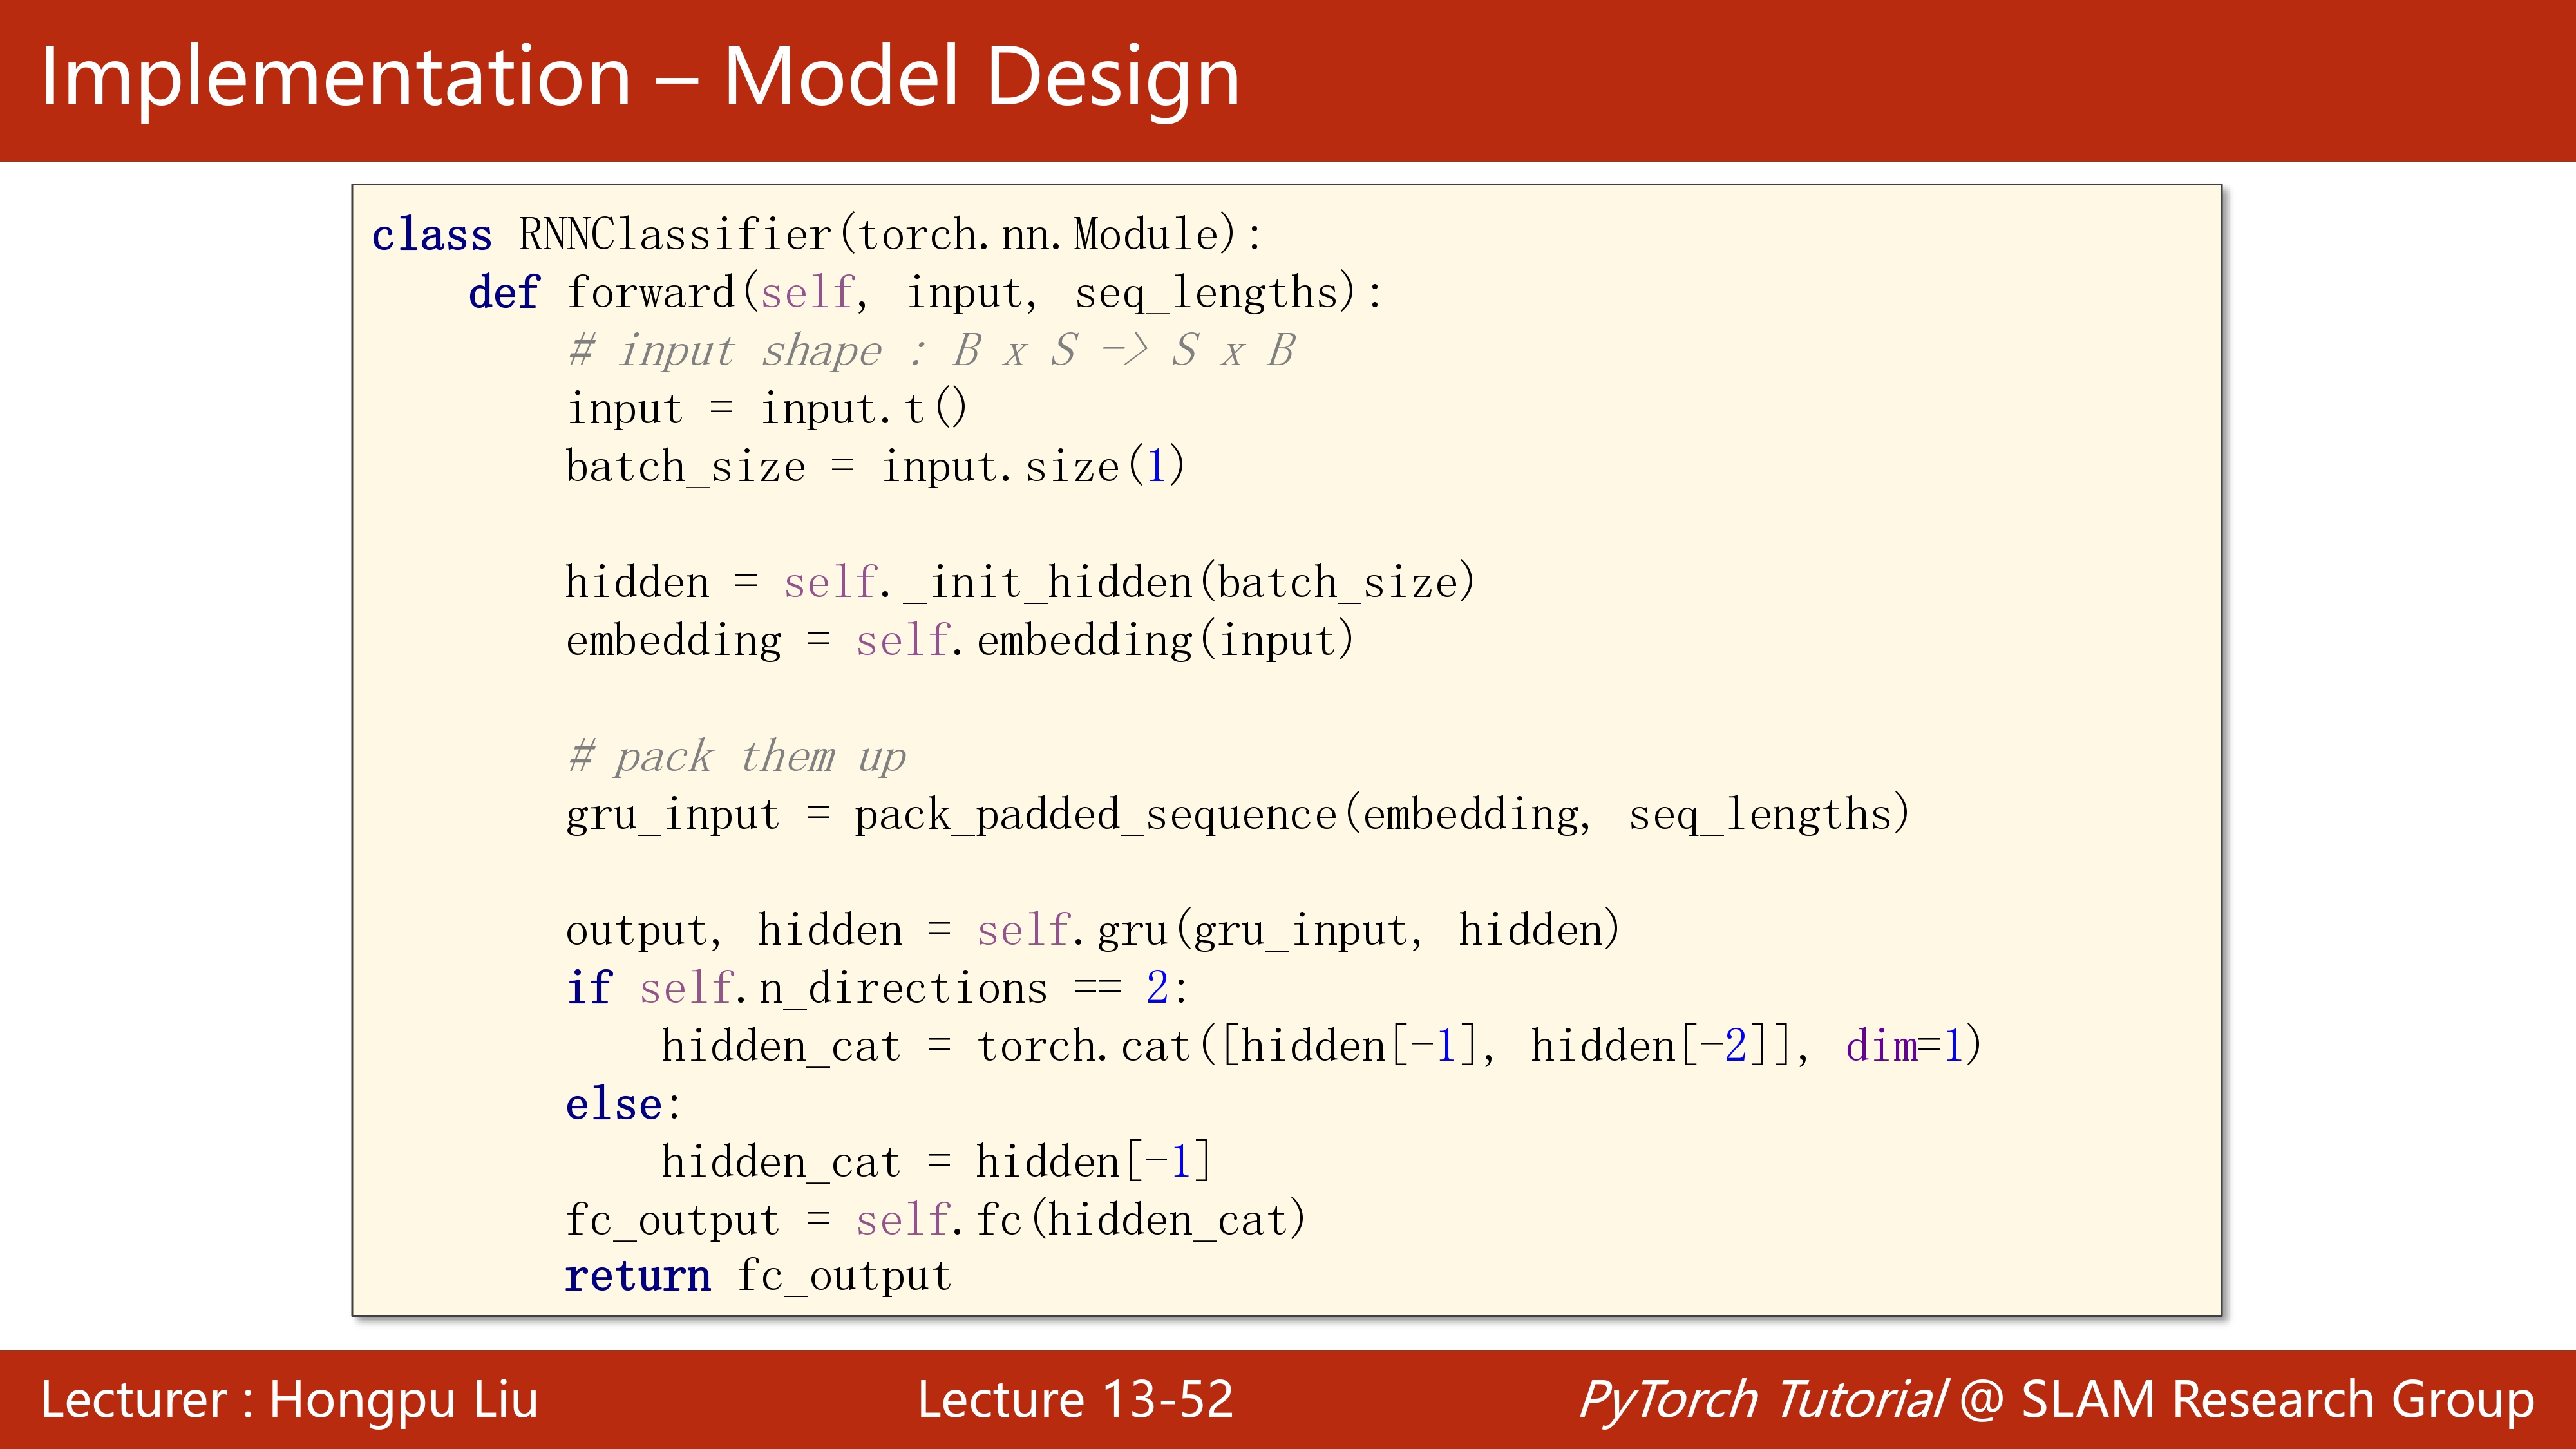 Implementation – Model Design
class RNNClassifier(torch.nn.Module):
    def forward(self, input, seq_lengths):
        # input shape : B x S -> S x B
        input = input.t()
        batch_size = input.size(1)
        hidden = self._init_hidden(batch_size)
        embedding = self.embedding(input)
        # pack them up
        gru_input = pack_padded_sequence(embedding, seq_lengths)
        output, hidden = self.gru(gru_input, hidden)
        if self.n_directions == 2:
            hidden_cat = torch.cat([hidden[-1], hidden[-2]], dim=1)
        else:
            hidden_cat = hidden[-1]
        fc_output = self.fc(hidden_cat)
        return fc_output
Lecturer : Hongpu Liu
Lecture 13-52
PyTorch Tutorial @ SLAM Research Group